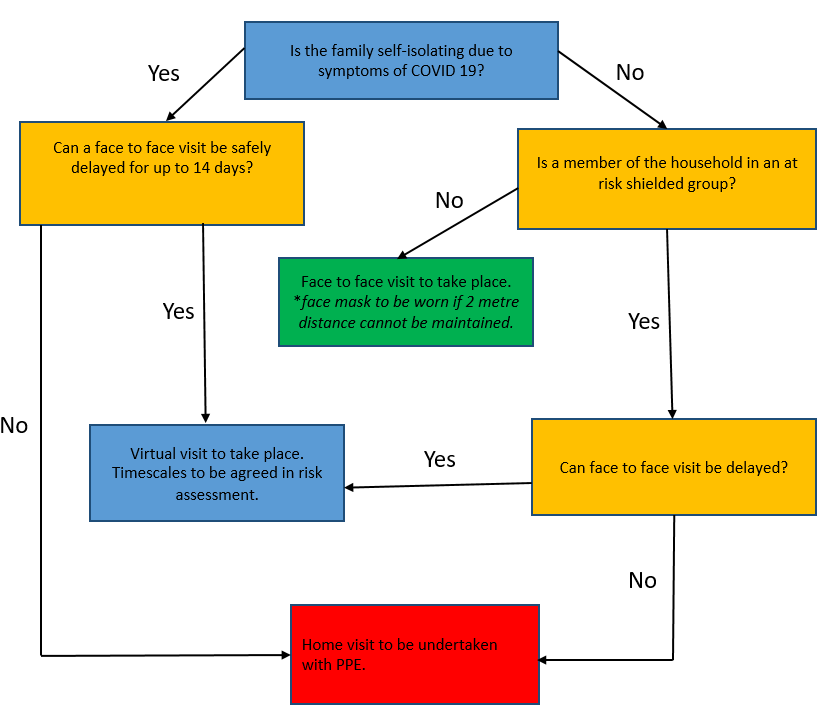 Is the family self-isolating due to
symptoms of COVID 19?
Yes
No
Can a face to face visit be safely
delayed for up to 14 days?
Is a member of the household in an at
risk shielded group?
No
Face to face visit to take place.
*face mask to be worn if 2 metre
distance cannot be maintained.
Yes
Yes
No
Virtual visit to take place.
Timescales to be agreed in risk
assessment.
Yes
Can face to face visit be delayed?
No
Home visit to be undertaken
with PPE.